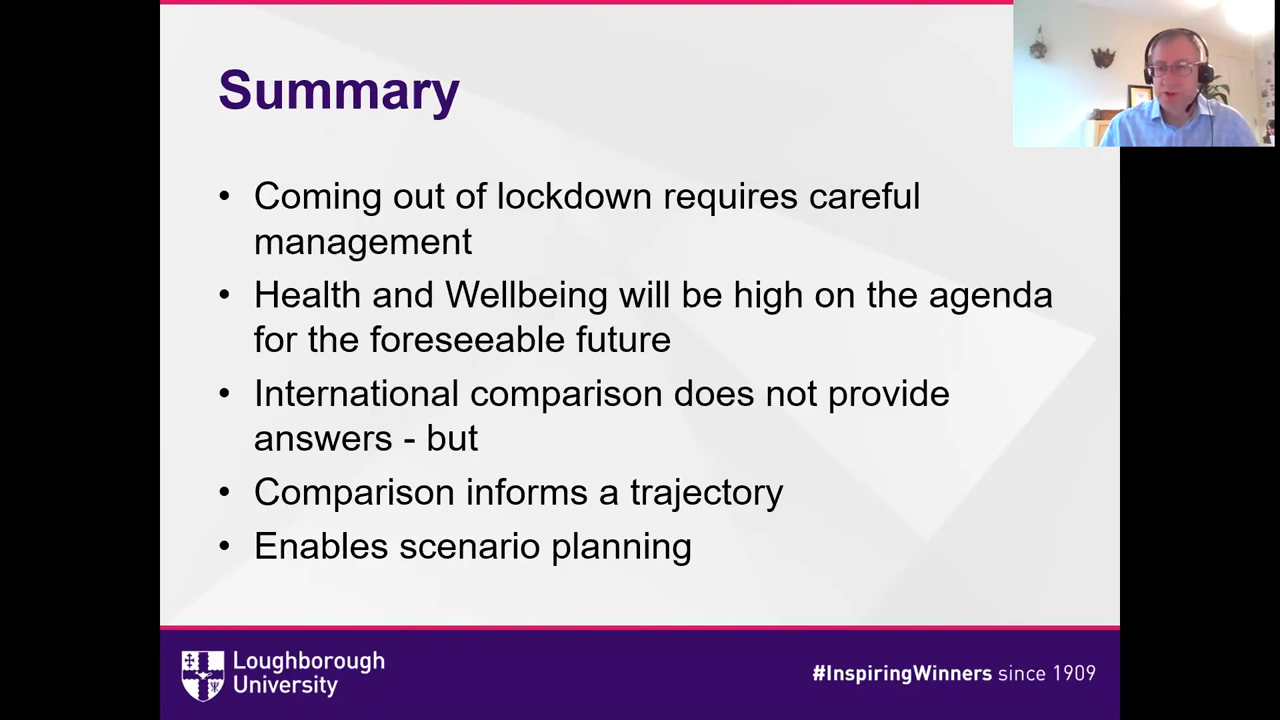 Summary
• Coming out of lockdown requires careful
management
• Health and Wellbeing will be high on the agenda
for the foreseeable future
• International comparison does not provide
answers - but
• Comparison informs a trajectory
• Enables scenario planning
Loughborough
University
#InspiringWinners since 1909